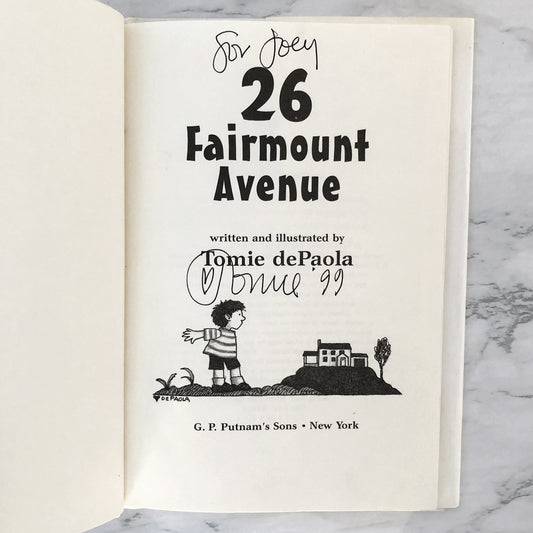 for Joey
26
Fairmount
Avenue
written and illustrated by
Tomie dePaola
Tomie '99
DEPAOLA
G. P. Putnam's Sons • New York